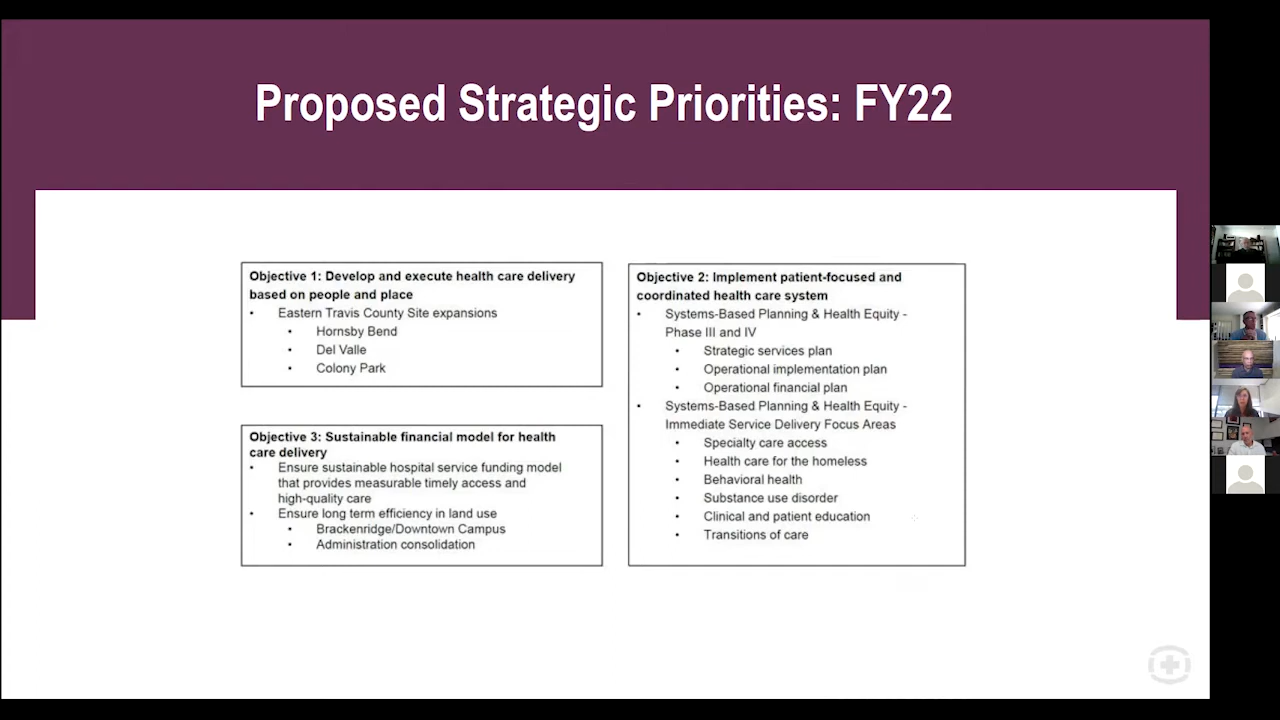 Proposed Strategic Priorities: FY22
Objective 1: Develop and execute health care delivery
based on people and place
• Eastern Travis County Site expansions
• Hornsby Bend
• Del Valle
• Colony Park
Objective 3: Sustainable financial model for health
care delivery
• Ensure sustainable hospital service funding model
that provides measurable timely access and
high-quality care
• Ensure long term efficiency in land use
• Brackenridge/Downtown Campus
• Administration consolidation
Objective 2: Implement patient-focused and
coordinated health care system
• Systems-Based Planning & Health Equity -
Phase III and IV
• Strategic services plan
• Operational implementation plan
• Operational financial plan
• Systems-Based Planning & Health Equity -
Immediate Service Delivery Focus Areas
• Specialty care access
• Health care for the homeless
• Behavioral health
• Substance use disorder
• Clinical and patient education
• Transitions of care